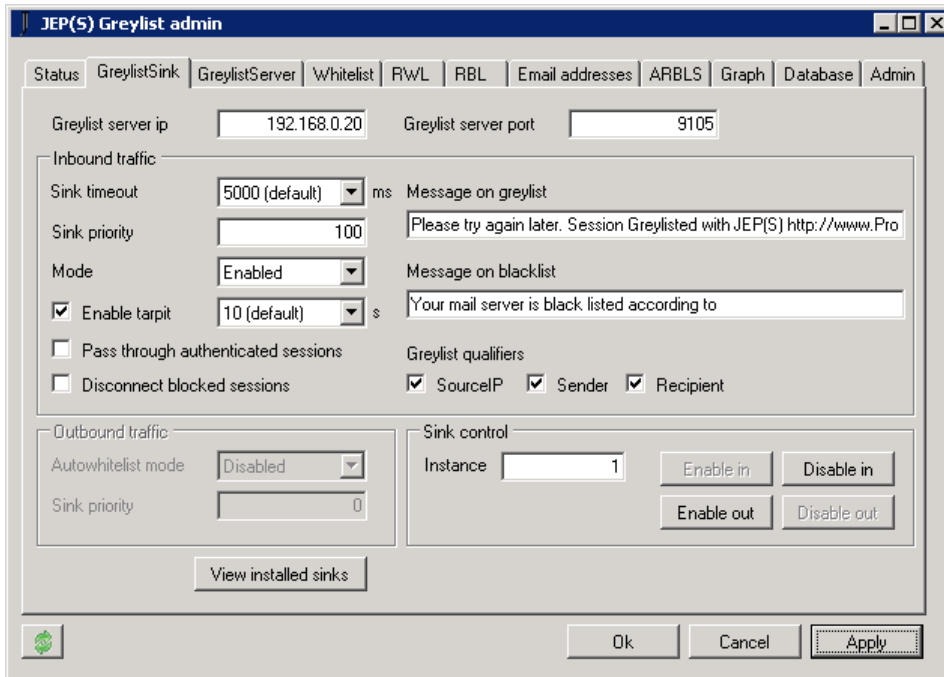 JEP(S) Greylist admin
Status GreylistSink GreylistServer Whitelist RWL RBL Email addresses ARBLS Graph Database Admin
Greylist server ip 192.168.0.20 Greylist server port 9105
Inbound traffic
Sink timeout 5000 (default) ms Message on greylist
Please try again later. Session Greylisted with JEP(S) http://www.Pro
Sink priority 100
Mode Enabled Message on blacklist
Enable tarpit 10 (default) s Your mail server is black listed according to
Pass through authenticated sessions Greylist qualifiers
Disconnect blocked sessions SourceIP Sender Recipient
Outbound traffic Sink control
Autowhitelist mode Disabled Instance 1 Enable in Disable in
Sink priority 0 Enable out Disable out
View installed sinks
Ok Cancel Apply